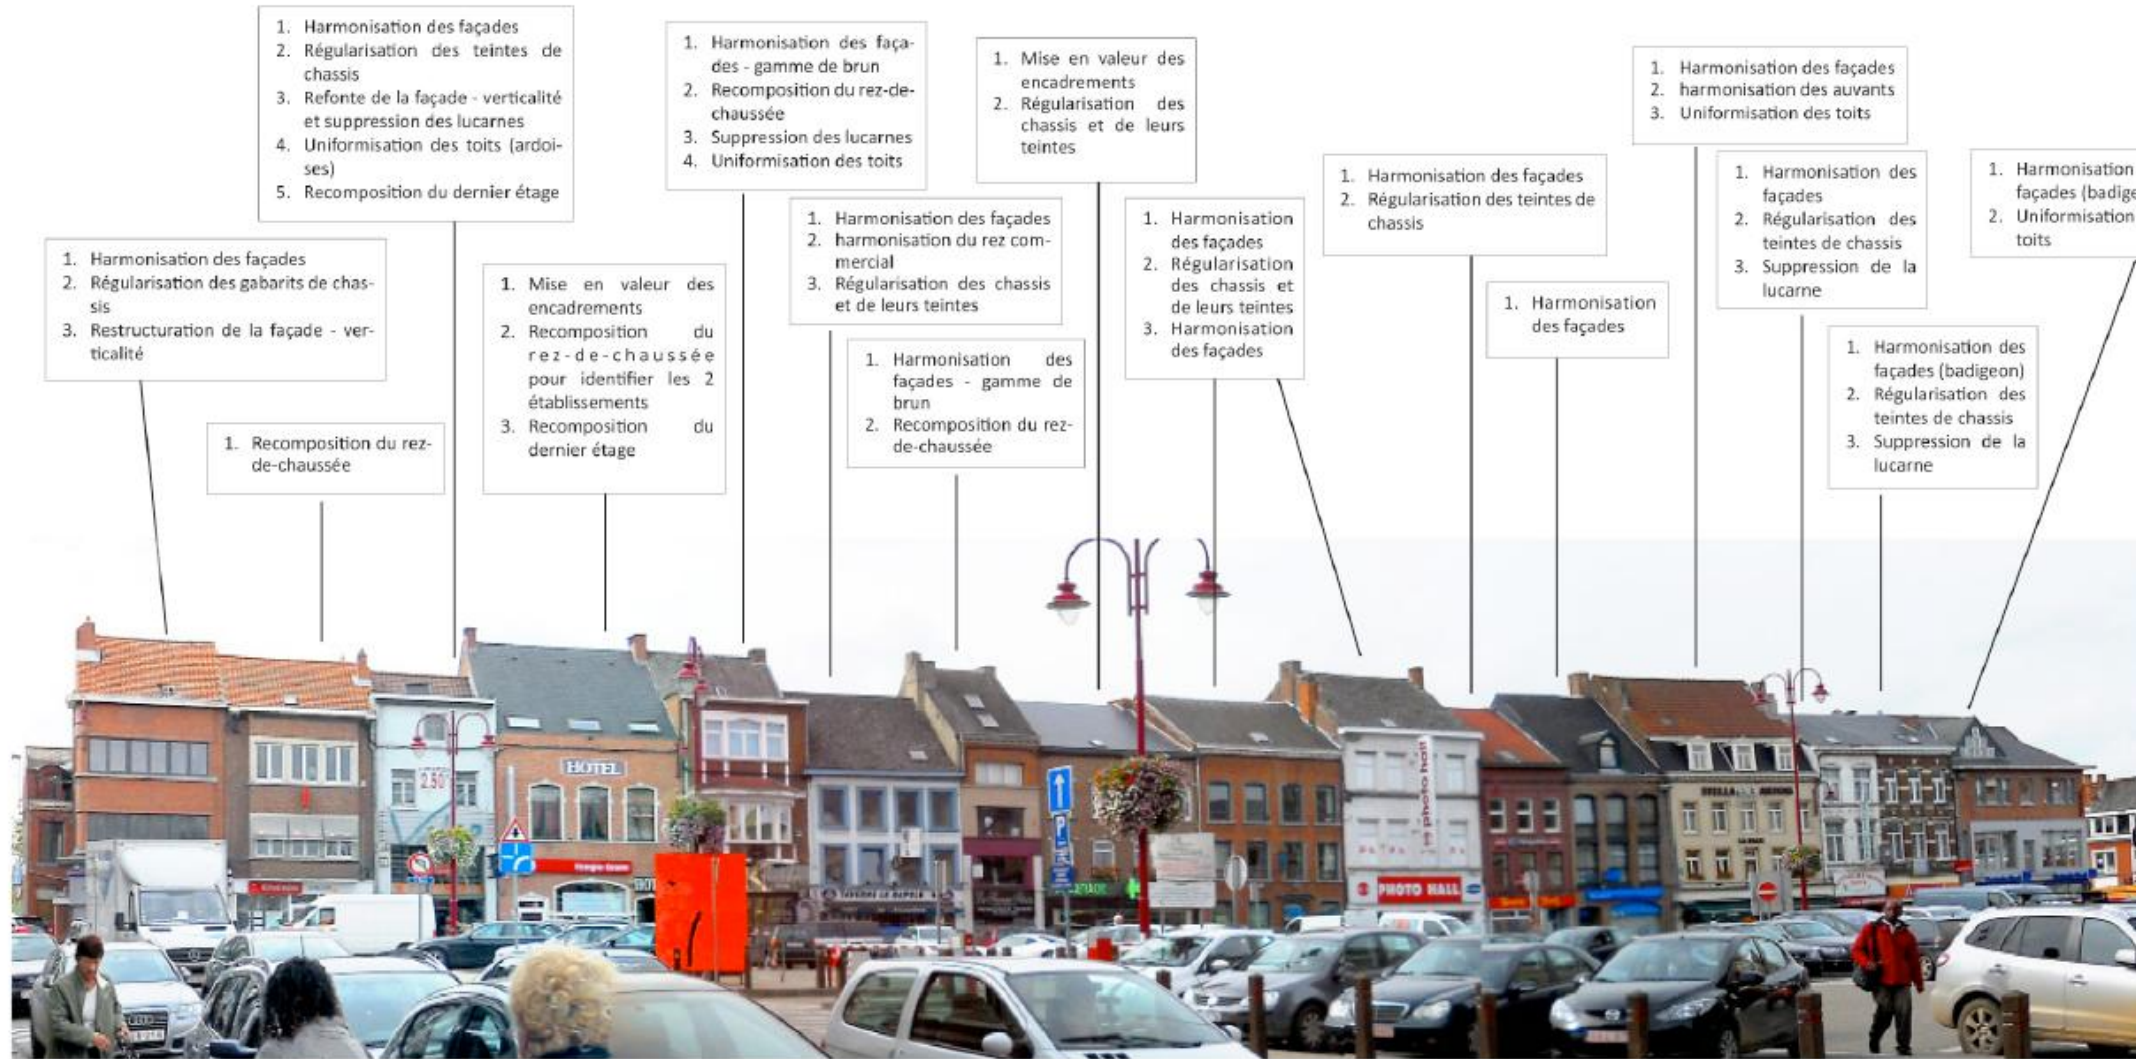 1. Harmonisation des façades
2. Régularisation des teintes de
chassis
3. Refonte de la façade - verticalité
et suppression des lucarnes
4. Uniformisation des toits (ardoi-
ses)
5. Recomposition du dernier étage
1. Harmonisation des faça-
des - gamme de brun
2. Recomposition du rez-de-
chaussée
3. Suppression des lucarnes
4. Uniformisation des toits
1. Mise en valeur des
encadrements
2. Régularisation des
chassis et de leurs
teintes
1. Harmonisation des façades
2. harmonisation des auvants
3. Uniformisation des toits
1. Harmonisation des façades
2. Régularisation des gabarits de chas-
sis
3. Restructuration de la façade - ver-
ticalité
1. Recomposition du rez-
de-chaussée
1. Mise en valeur des
encadrements
2. Recomposition du
rez-de-chaussée
pour identifier les 2
établissements
3. Recomposition du
dernier étage
1. Harmonisation des façades
2. harmonisation du rez com-
mercial
3. Régularisation des chassis
et de leurs teintes
1. Harmonisation des
façades - gamme de
brun
2. Recomposition du rez-
de-chaussée
1. Harmonisation
des façades
2. Régularisation
des chassis et
de leurs teintes
3. Harmonisation
des façades
1. Harmonisation des façades
2. Régularisation des teintes de
chassis
1. Harmonisation
des façades
1. Harmonisation des
façades
2. Régularisation des
teintes de chassis
3. Suppression de la
lucarne
1. Harmonisation des
façades (badigeon)
2. Régularisation des
teintes de chassis
3. Suppression de la
lucarne
1. Harmonisation
façades (badige
2. Uniformisation
toits
HOTEL
2.50
P
photo hall
PHOTO HALL
STELLA ARTOIS